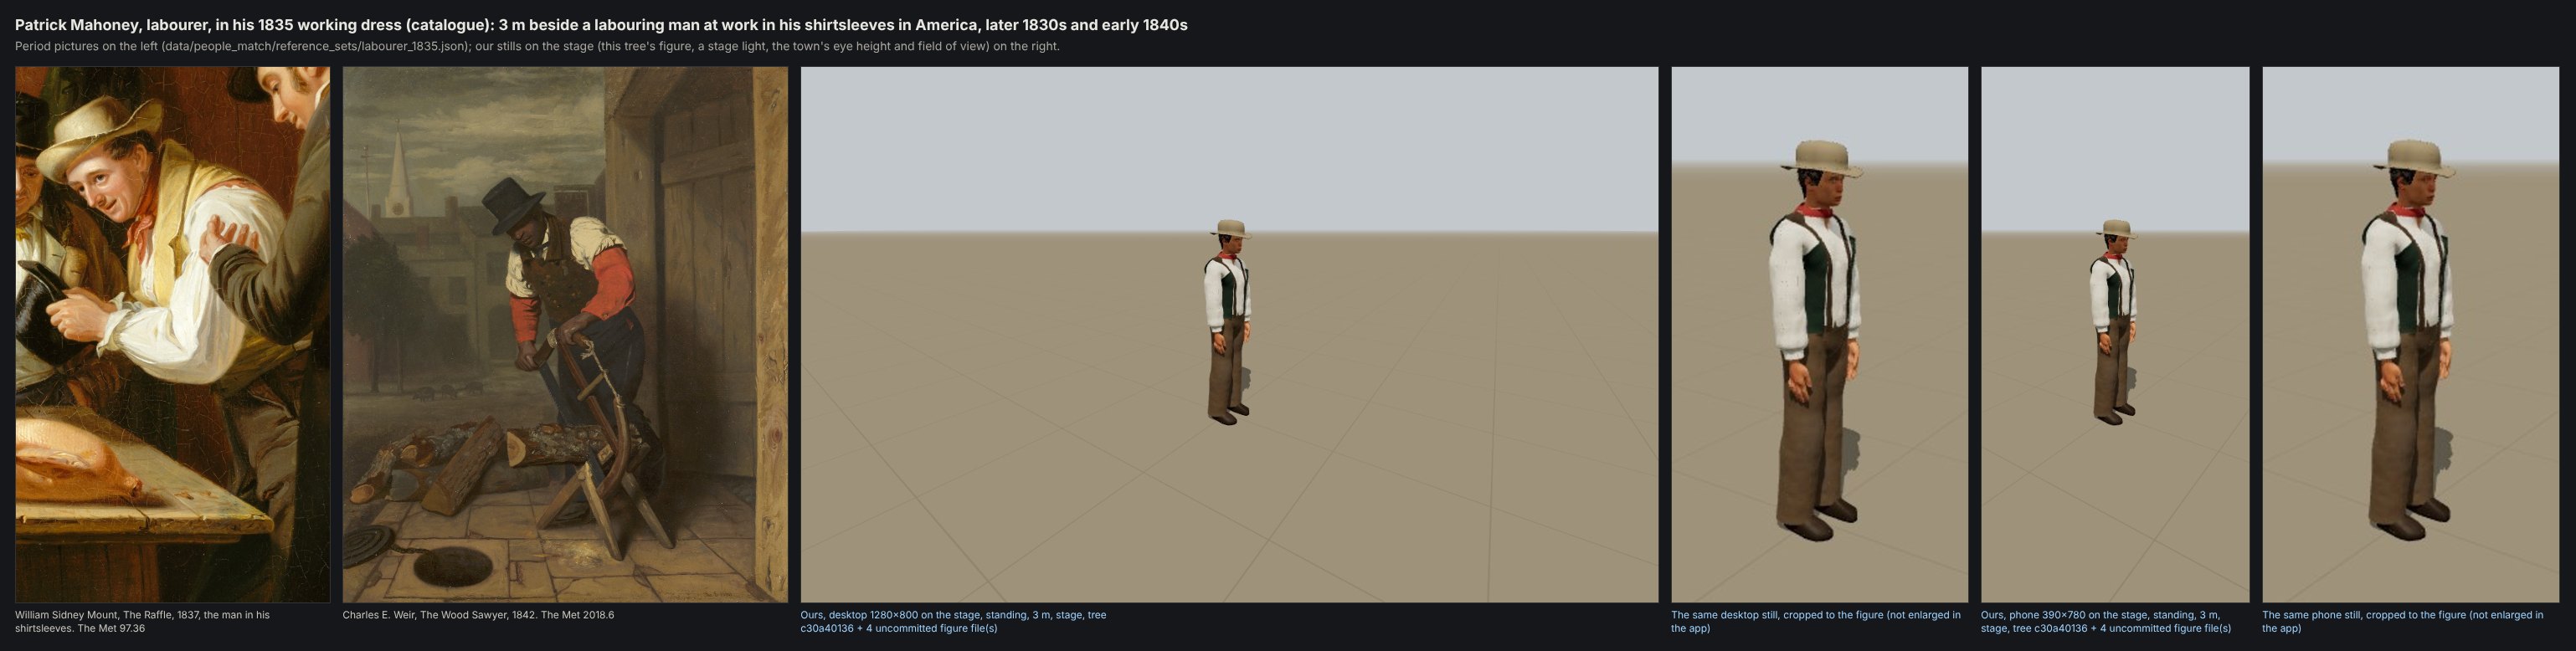 Patrick Mahoney, labourer, in his 1835 working dress (catalogue): 3 m beside a labouring man at work in his shirtsleeves in America, later 1830s and early 1840s
Period pictures on the left (data/people_match/reference_sets/labourer_1835.json); our stills on the stage (this tree's figure, a stage light, the town's eye height and field of view) on the right.
William Sidney Mount, The Raffle, 1837, the man in his
shirtsleeves. The Met 97.36
Charles E. Weir, The Wood Sawyer, 1842. The Met 2018.6
Ours, desktop 1280×800 on the stage, standing, 3 m, stage, tree
c30a40136 + 4 uncommitted figure file(s)
The same desktop still, cropped to the figure (not enlarged in
the app)
Ours, phone 390×780 on the stage, standing, 3 m,
stage, tree c30a40136 + 4 uncommitted figure file(s)
The same phone still, cropped to the figure (not enlarged in
the app)